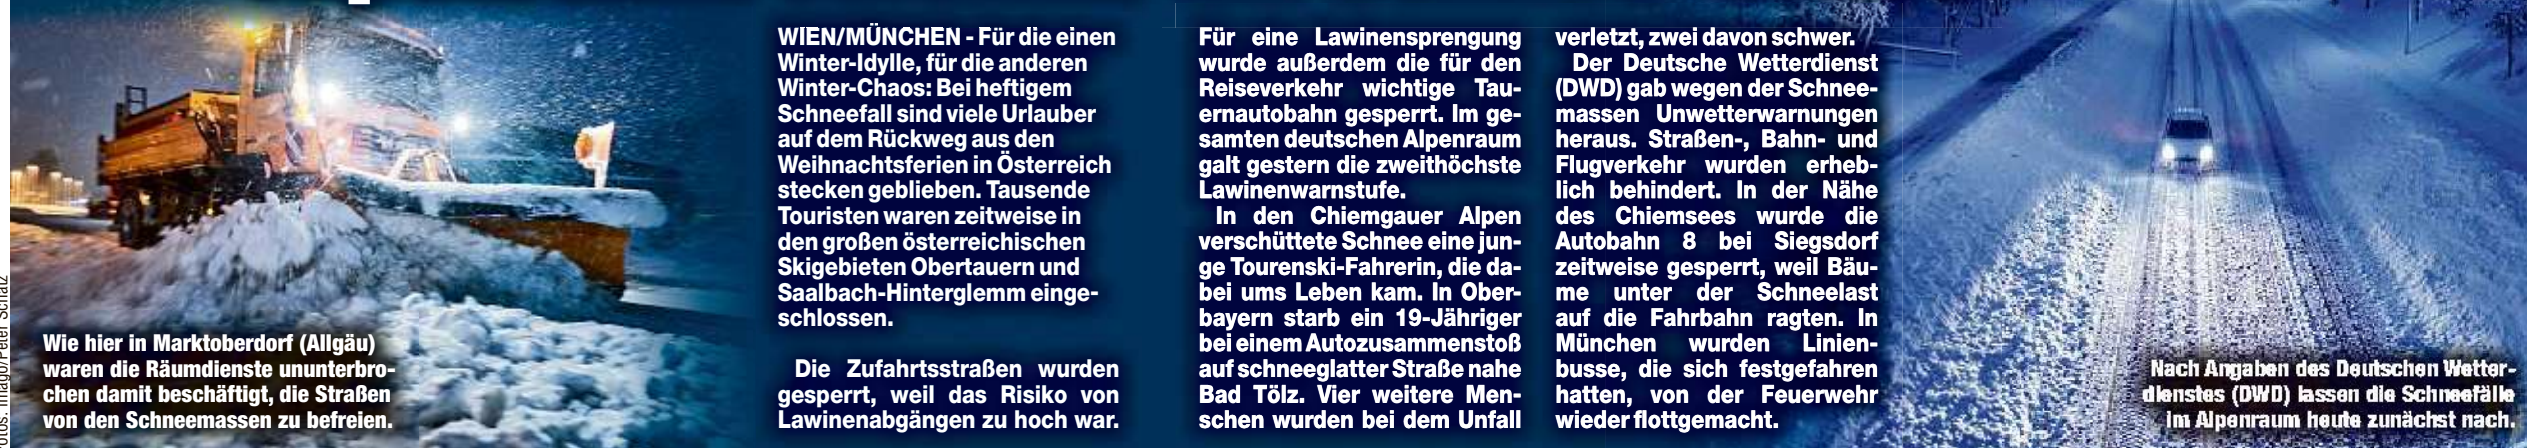 Wie hier in Marktoberdorf (Allgäu)
waren die Räumdienste ununterbro-
chen damit beschäftigt, die Straßen
von den Schneemassen zu befreien.
WIEN/MÜNCHEN - Für die einen
Winter-Idylle, für die anderen
Winter-Chaos: Bei heftigem
Schneefall sind viele Urlauber
auf dem Rückweg aus den
Weihnachtsferien in Österreich
stecken geblieben. Tausende
Touristen waren zeitweise in
den großen österreichischen
Skigebieten Obertauern und
Saalbach-Hinterglemm einge-
schlossen.
Die Zufahrtsstraßen wurden
gesperrt, weil das Risiko von
Lawinenabgängen zu hoch war.
Für eine Lawinensprengung
wurde außerdem die für den
Reiseverkehr wichtige Tau-
ernautobahn gesperrt. Im ge-
samten deutschen Alpenraum
galt gestern die zweithöchste
Lawinenwarnstufe.
In den Chiemgauer Alpen
verschüttete Schnee eine jun-
ge Tourenski-Fahrerin, die da-
bei ums Leben kam. In Ober-
bayern starb ein 19-Jähriger
bei einem Autozusammenstoß
auf schneeglatter Straße nahe
Bad Tölz. Vier weitere Men-
schen wurden bei dem Unfall
verletzt, zwei davon schwer.
Der Deutsche Wetterdienst
(DWD) gab wegen der Schnee-
massen Unwetterwarnungen
heraus. Straßen-, Bahn- und
Flugverkehr wurden erheb-
lich behindert. In der Nähe
des Chiemsees wurde die
Autobahn 8 bei Siegsdorf
zeitweise gesperrt, weil Bäu-
me unter der Schneelast
auf die Fahrbahn ragten. In
München wurden Linien-
busse, die sich festgefahren
hatten, von der Feuerwehr
wieder flottgemacht.
Nach Angaben des Deutschen Wetter-
dienstes (DWD) lassen die Schneefälle
im Alpenraum heute zunächst nach.